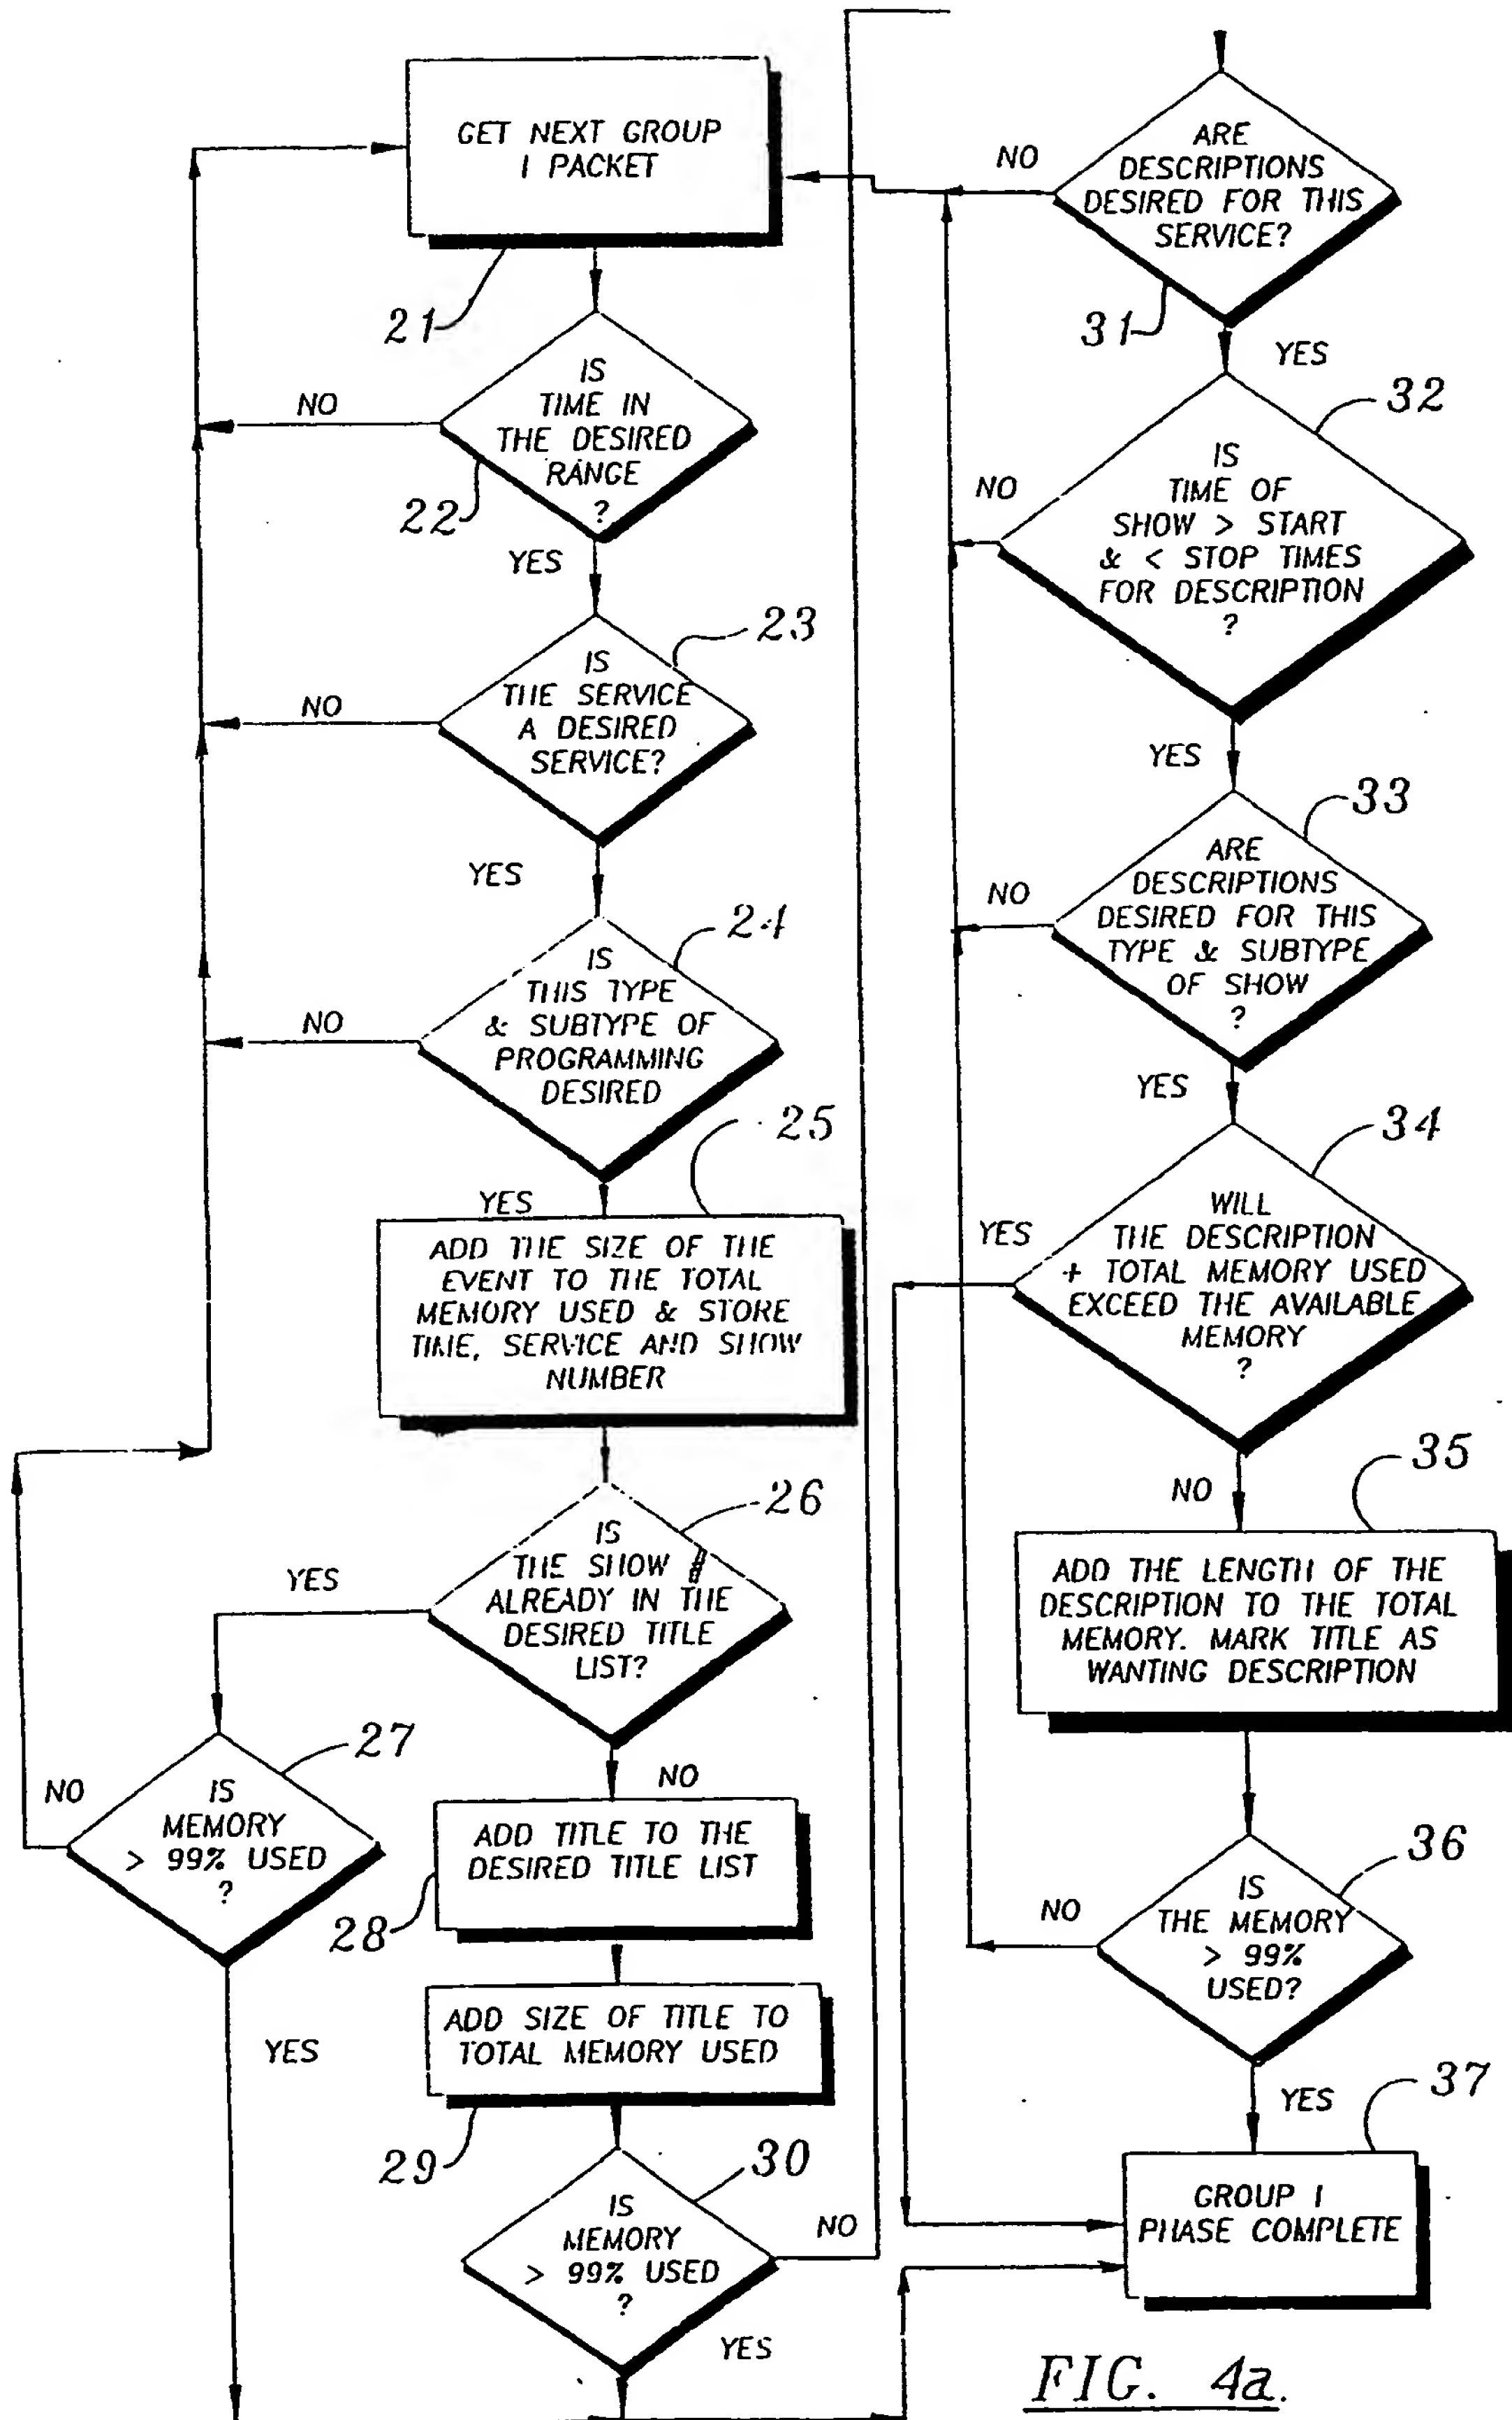 GET NEXT GROUP
1 PACKET
21
IS
TIME IN
THE DESIRED
RANGE
?
22
NO
YES
23
IS
THE SERVICE
A DESIRED
SERVICE?
NO
YES
24
IS
THIS TYPE
& SUBTYPE OF
PROGRAMMING
DESIRED
NO
YES
25
ADD THE SIZE OF THE
EVENT TO THE TOTAL
MEMORY USED & STORE
TIME, SERVICE AND SHOW
NUMBER
26
IS
THE SHOW #
ALREADY IN THE
DESIRED TITLE
LIST?
YES
NO
27
IS
MEMORY
> 99% USED
?
NO
YES
ADD TITLE TO THE
DESIRED TITLE LIST
28
ADD SIZE OF TITLE TO
TOTAL MEMORY USED
29
30
IS
MEMORY
> 99% USED
?
NO
YES
ARE
DESCRIPTIONS
DESIRED FOR THIS
SERVICE?
31
NO
YES
32
IS
TIME OF
SHOW > START
& < STOP TIMES
FOR DESCRIPTION
?
NO
YES
33
ARE
DESCRIPTIONS
DESIRED FOR THIS
TYPE & SUBTYPE
OF SHOW
?
NO
YES
34
WILL
THE DESCRIPTION
+ TOTAL MEMORY USED
EXCEED THE AVAILABLE
MEMORY
?
YES
NO
35
ADD THE LENGTH OF THE
DESCRIPTION TO THE TOTAL
MEMORY. MARK TITLE AS
WANTING DESCRIPTION
36
IS
THE MEMORY
> 99%
USED?
NO
YES
37
GROUP 1
PHASE COMPLETE
FIG. 4a.